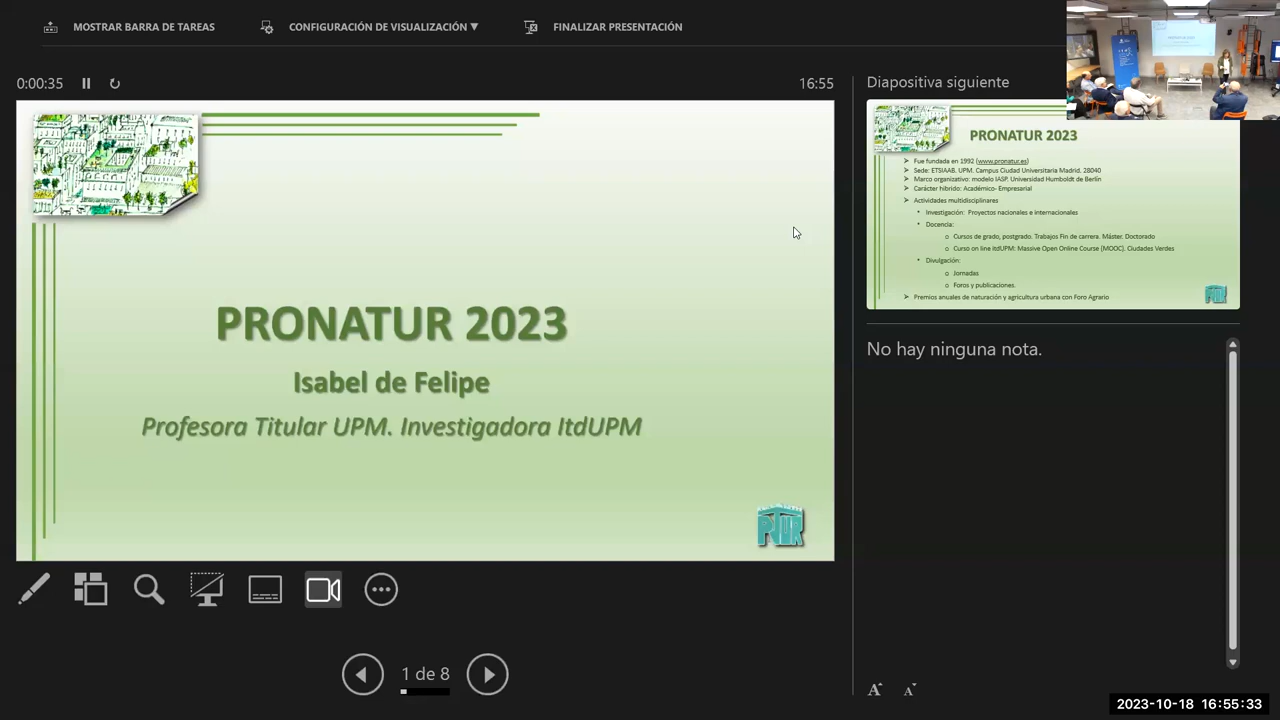 MOSTRAR BARRA DE TAREAS
CONFIGURACIÓN DE VISUALIZACIÓN ▼
FINALIZAR PRESENTACIÓN
0:00:35
16:55
PRONATUR 2023
Isabel de Felipe
Profesora Titular UPM. Investigadora ItdUPM
Diapositiva siguiente
PRONATUR 2023
Fue fundada en 1992 (www.pronatur.es)
Sede: ETSIAAB, UPM. Campus Ciudad Universitaria Madrid. 28040
Marco organizativo: modelo IASP. Universidad Humboldt de Berlín
Carácter híbrido: Académico- Empresarial
Actividades multidisciplinares
Investigación: Proyectos nacionales e internacionales
Docencia:
Cursos de grado, postgrado. Trabajos Fin de carrera. Máster. Doctorado
Curso on line itdUPM: Massive Open Online Course (MOOC). Ciudades Verdes
Divulgación:
Jornadas
Foros y publicaciones.
Premios anuales de naturación y agricultura urbana con Foro Agrario
No hay ninguna nota.
1 de 8
A A
2023-10-18 16:55:33